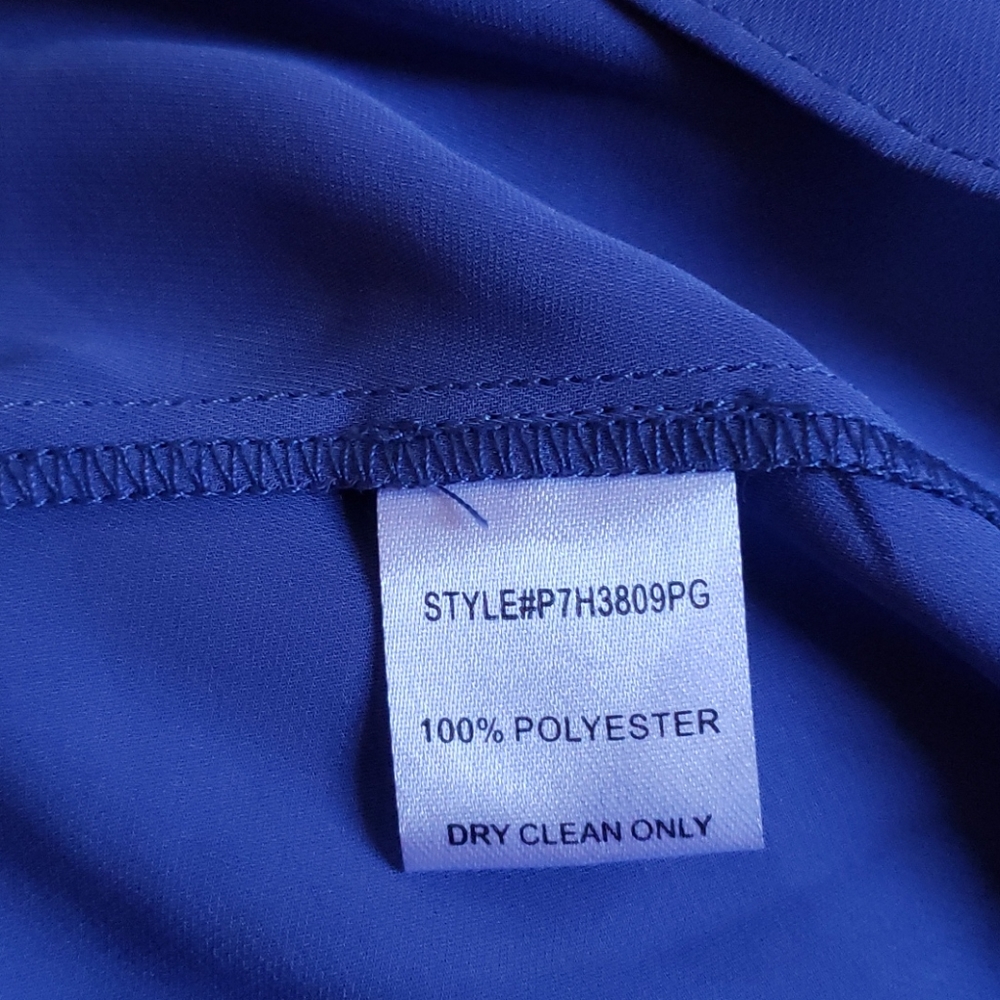 STYLE#P7H3809PG
100% POLYESTER
DRY CLEAN ONLY